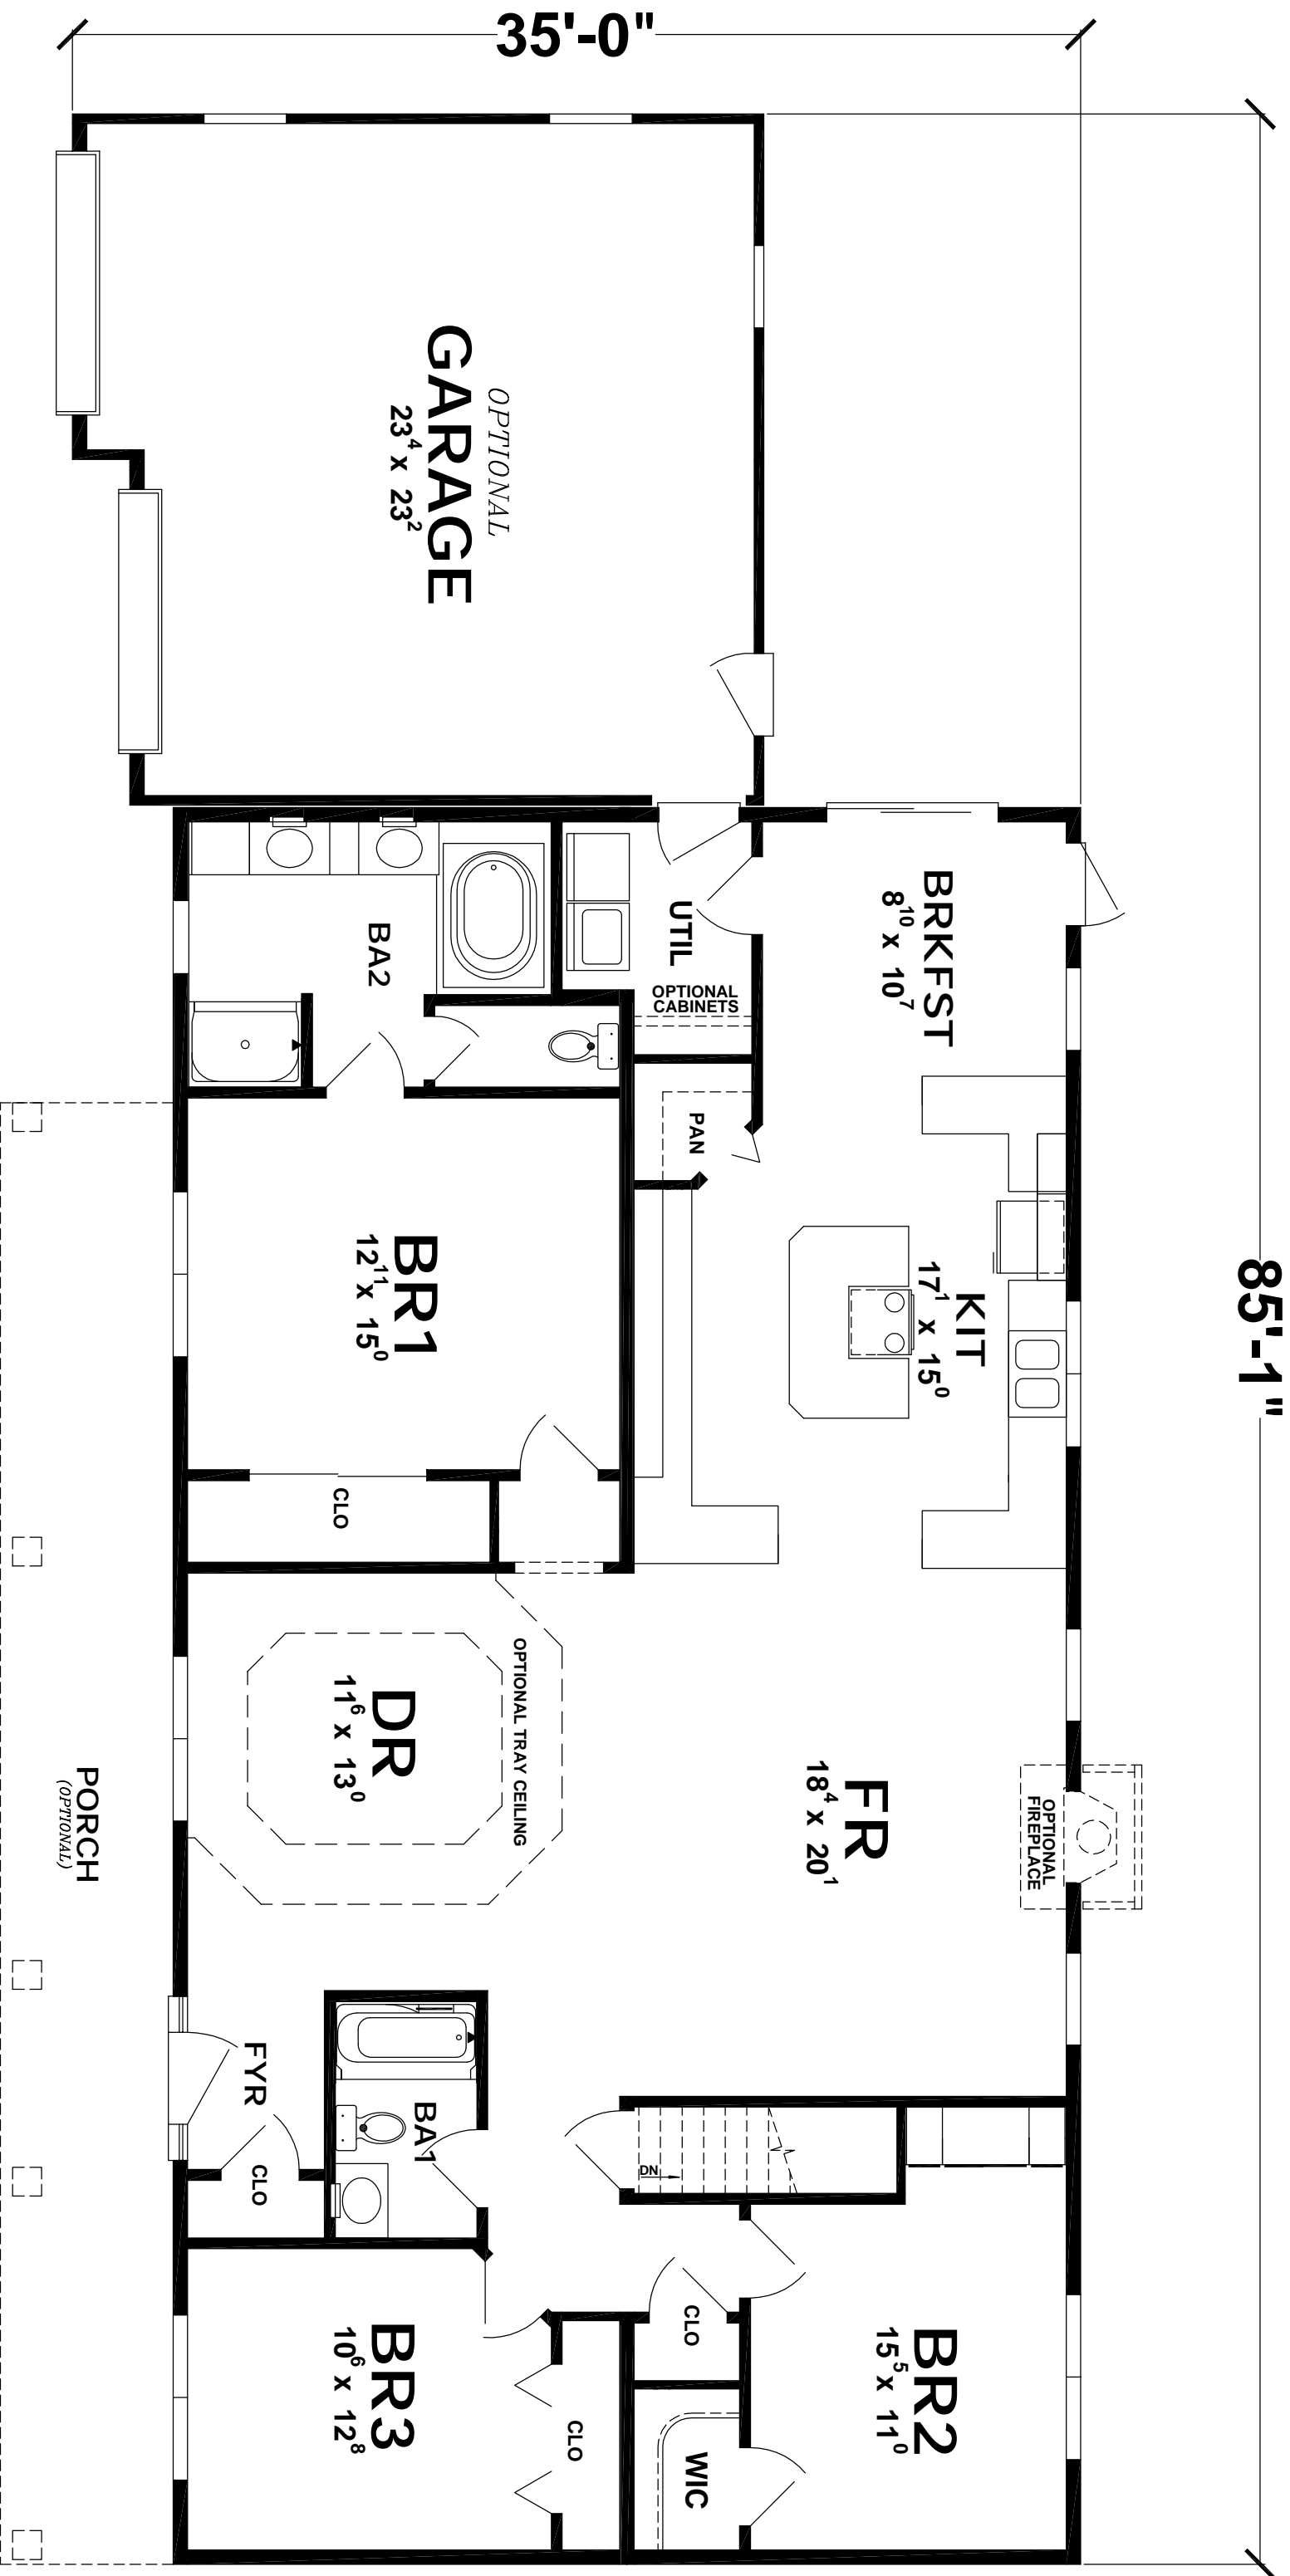 35'-0"
85'-1"
OPTIONAL
GARAGE
23⁴ x 23²
BRKFST
8¹⁰ x 10⁷
UTIL
OPTIONAL
CABINETS
BA2
PAN
KIT
17¹ x 15⁰
BR1
12¹¹ x 15⁰
CLO
OPTIONAL TRAY CEILING
DR
11⁶ x 13⁰
FR
18⁴ x 20¹
OPTIONAL
FIREPLACE
PORCH
(OPTIONAL)
FYR
CLO
BA1
DN
CLO
BR2
15⁵ x 11⁰
WIC
CLO
BR3
10⁶ x 12⁸